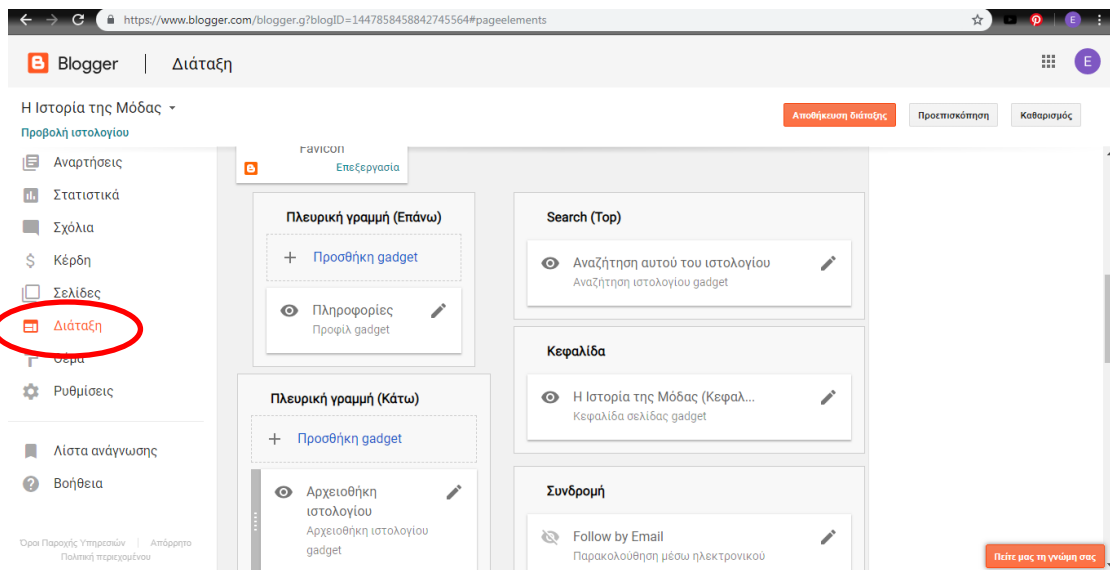 https://www.blogger.com/blogger.g?blogID=1447858458842745564#pageelements
E
Blogger
Διάταξη
E
Η Ιστορία της Μόδας
Προβολή ιστολογίου
Αποθήκευση διάταξης
Προεπισκόπηση
Καθαρισμός
Αναρτήσεις
Στατιστικά
Σχόλια
Κέρδη
Σελίδες
Διάταξη
Θέμα
Ρυθμίσεις
Λίστα ανάγνωσης
Βοήθεια
Όροι Παροχής Υπηρεσιών
Απόρρητο
Πολιτική περιεχομένου
Favicon
Επεξεργασία
Πλευρική γραμμή (Επάνω)
Προσθήκη gadget
Πληροφορίες
Προφίλ gadget
Πλευρική γραμμή (Κάτω)
Προσθήκη gadget
Αρχειοθήκη
ιστολογίου
Αρχειοθήκη ιστολογίου
gadget
Search (Top)
Αναζήτηση αυτού του ιστολογίου
Αναζήτηση ιστολογίου gadget
Κεφαλίδα
Η Ιστορία της Μόδας (Κεφαλ...
Κεφαλίδα σελίδας gadget
Συνδρομή
Follow by Email
Παρακολούθηση μέσω ηλεκτρονικού
Πείτε μας τη γνώμη σας